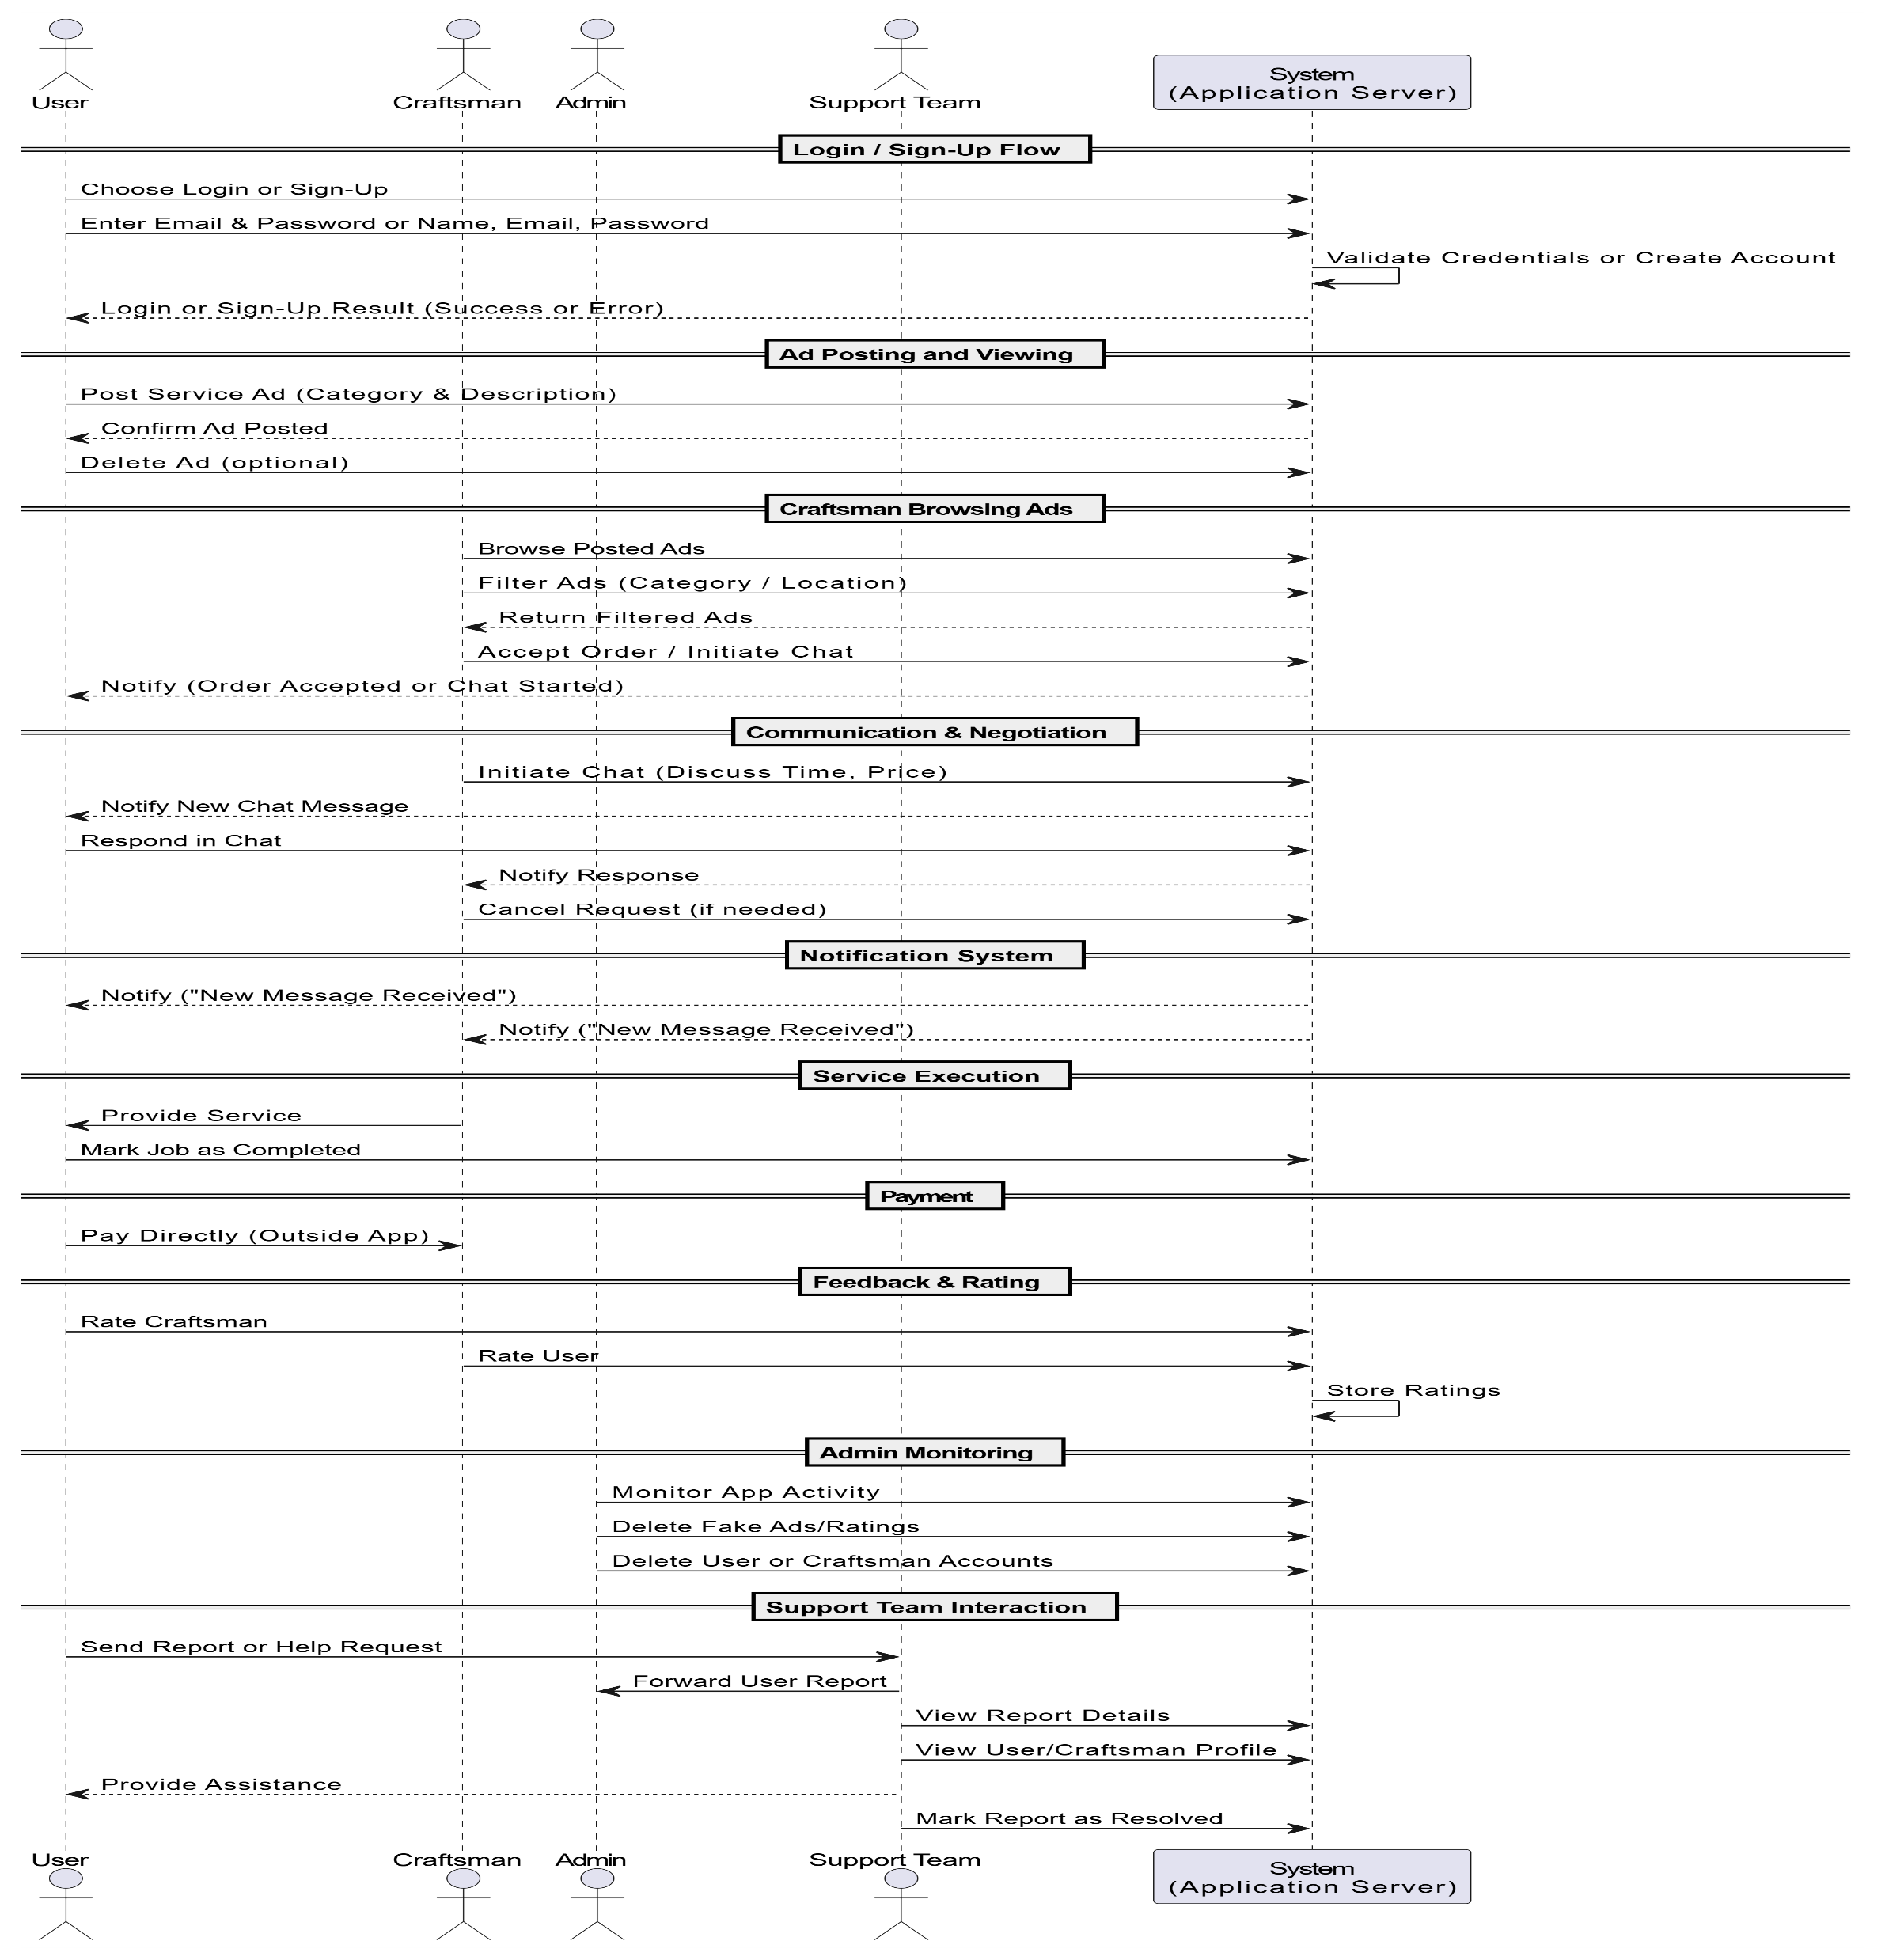 User
Craftsman
Admin
Support Team
System
(Application Server)
Login / Sign-Up Flow
Choose Login or Sign-Up
Enter Email & Password or Name, Email, Password
Validate Credentials or Create Account
Login or Sign-Up Result (Success or Error)
Ad Posting and Viewing
Post Service Ad (Category & Description)
Confirm Ad Posted
Delete Ad (optional)
Craftsman Browsing Ads
Browse Posted Ads
Filter Ads (Category / Location)
Return Filtered Ads
Accept Order / Initiate Chat
Notify (Order Accepted or Chat Started)
Communication & Negotiation
Initiate Chat (Discuss Time, Price)
Notify New Chat Message
Respond in Chat
Notify Response
Cancel Request (if needed)
Notification System
Notify ("New Message Received")
Notify ("New Message Received")
Service Execution
Provide Service
Mark Job as Completed
Payment
Pay Directly (Outside App)
Feedback & Rating
Rate Craftsman
Rate User
Store Ratings
Admin Monitoring
Monitor App Activity
Delete Fake Ads/Ratings
Delete User or Craftsman Accounts
Support Team Interaction
Send Report or Help Request
Forward User Report
View Report Details
View User/Craftsman Profile
Provide Assistance
Mark Report as Resolved
User
Craftsman
Admin
Support Team
System
(Application Server)